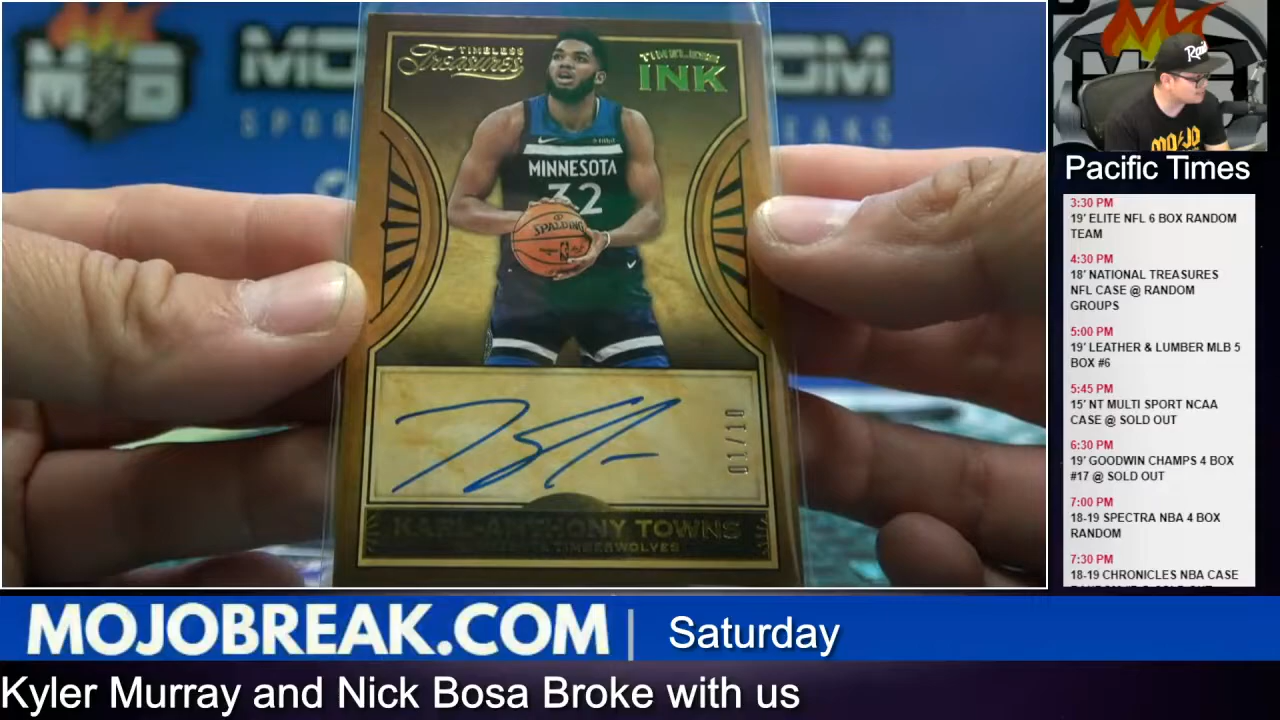 TIMELESS
Treasures
TIMELESS
INK
MINNESOTA
32
SPALDING
01/10
KARL-ANTHONY TOWNS
TIMBERWOLVES
Pacific Times
3:30 PM
19' ELITE NFL 6 BOX RANDOM
TEAM
4:30 PM
18' NATIONAL TREASURES
NFL CASE @ RANDOM
GROUPS
5:00 PM
19' LEATHER & LUMBER MLB 5
BOX #6
5:45 PM
15' NT MULTI SPORT NCAA
CASE @ SOLD OUT
6:30 PM
19' GOODWIN CHAMPS 4 BOX
#17 @ SOLD OUT
7:00 PM
18-19 SPECTRA NBA 4 BOX
RANDOM
7:30 PM
18-19 CHRONICLES NBA CASE
MOJOBREAK.COM | Saturday
Kyler Murray and Nick Bosa Broke with us